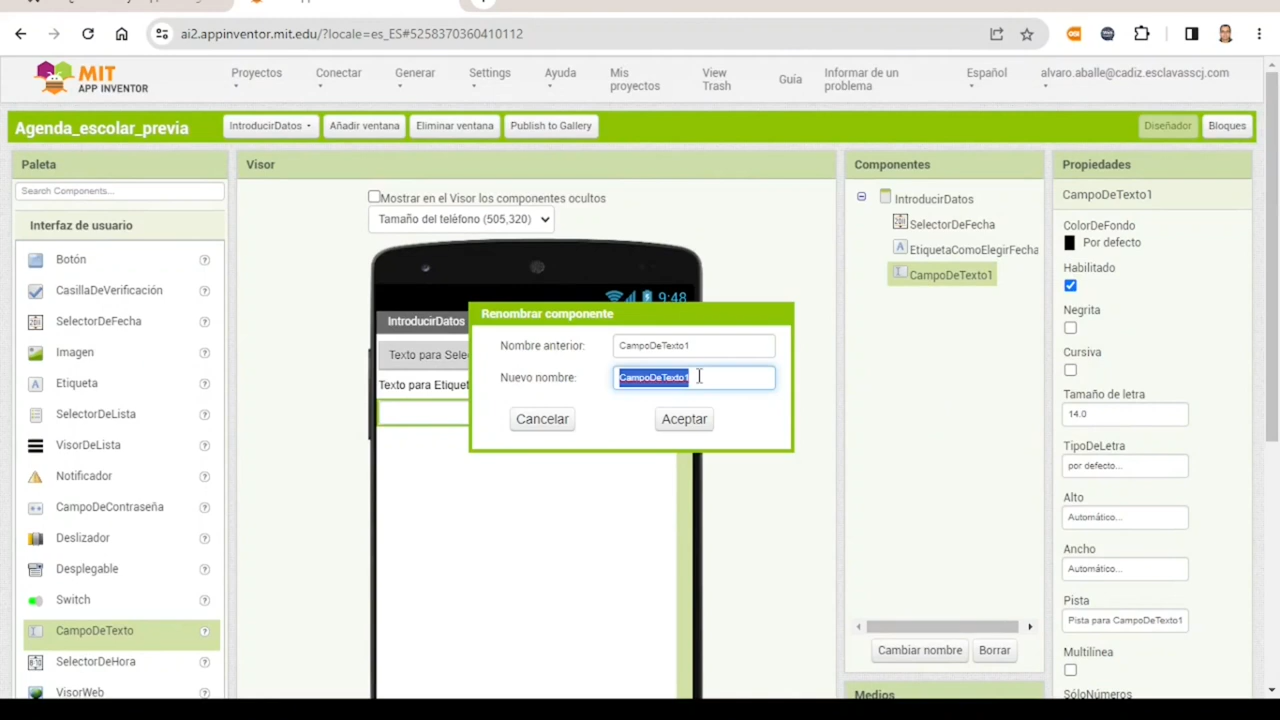 ai2.appinventor.mit.edu/?locale=es_ES#5258370360410112
MIT
APP INVENTOR
Proyectos
Conectar
Generar
Settings
Ayuda
Mis proyectos
View Trash
Guía
Informar de un problema
Español
alvaro.aballe@cadiz.esclavasscj.com
Agenda_escolar_previa
IntroducirDatos
Añadir ventana
Eliminar ventana
Publish to Gallery
Diseñador
Bloques
Paleta
Search Components...
Interfaz de usuario
Botón
CasillaDeVerificación
SelectorDeFecha
Imagen
Etiqueta
SelectorDeLista
VisorDeLista
Notificador
CampoDeContraseña
Deslizador
Desplegable
Switch
CampoDeTexto
SelectorDeHora
VisorWeb
Visor
Mostrar en el Visor los componentes ocultos
Tamaño del teléfono (505,320)
9:48
IntroducirDatos
Texto para Sele
Texto para Etiquet
Renombrar componente
Nombre anterior:
CampoDeTexto1
Nuevo nombre:
CampoDeTexto1
Cancelar
Aceptar
Componentes
IntroducirDatos
SelectorDeFecha
EtiquetaComoElegirFecha
CampoDeTexto1
Cambiar nombre
Borrar
Medios
Propiedades
CampoDeTexto1
ColorDeFondo
Por defecto
Habilitado
Negrita
Cursiva
Tamaño de letra
14.0
TipoDeLetra
por defecto...
Alto
Automático...
Ancho
Automático...
Pista
Pista para CampoDeTexto1
Multilínea
SóloNúmeros